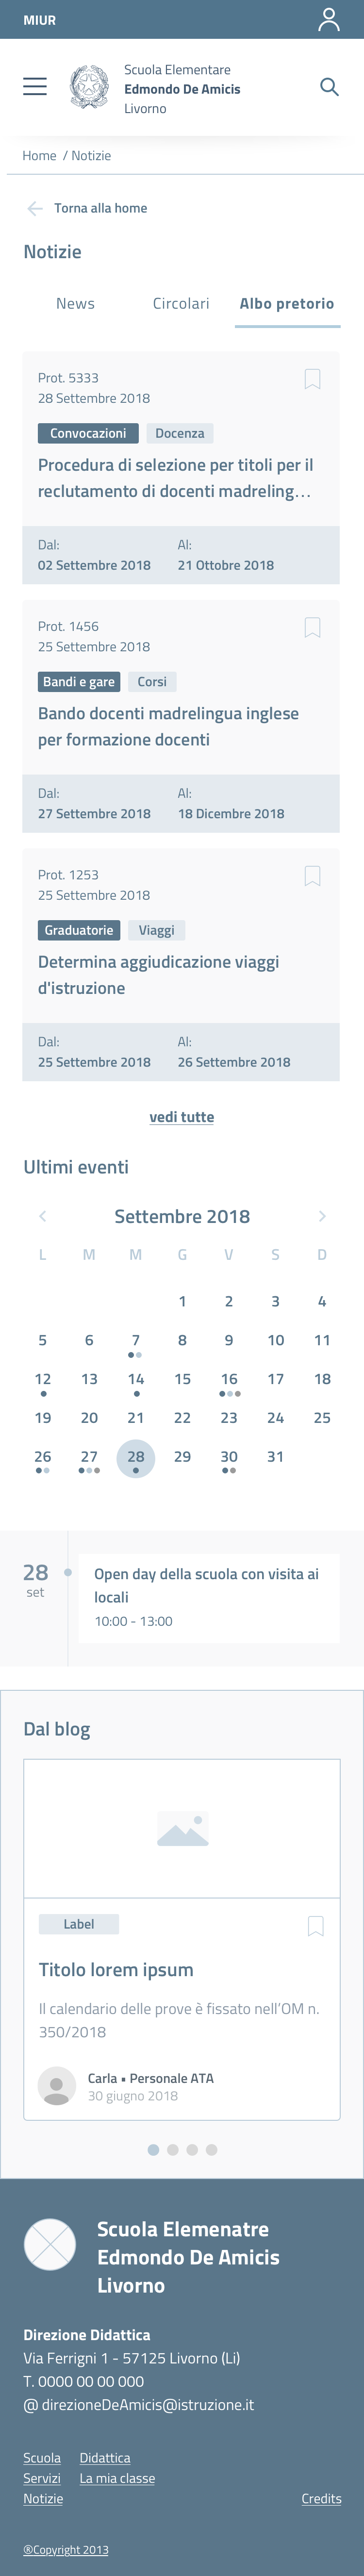 MIUR
Scuola Elementare
Edmondo De Amicis
Livorno
Home / Notizie
Torna alla home
Notizie
News Circolari Albo pretorio
Prot. 5333
28 Settembre 2018
Convocazioni Docenza
Procedura di selezione per titoli per il
reclutamento di docenti madreling...
Dal: Al:
02 Settembre 2018 21 Ottobre 2018
Prot. 1456
25 Settembre 2018
Bandi e gare Corsi
Bando docenti madrelingua inglese
per formazione docenti
Dal: Al:
27 Settembre 2018 18 Dicembre 2018
Prot. 1253
25 Settembre 2018
Graduatorie Viaggi
Determina aggiudicazione viaggi
d'istruzione
Dal: Al:
25 Settembre 2018 26 Settembre 2018
vedi tutte
Ultimi eventi
Settembre 2018
L M M G V S D
1 2 3 4
5 6 7 8 9 10 11
12 13 14 15 16 17 18
19 20 21 22 23 24 25
26 27 28 29 30 31
28
set
Open day della scuola con visita ai
locali
10:00 - 13:00
Dal blog
Label
Titolo lorem ipsum
Il calendario delle prove è fissato nell'OM n.
350/2018
Carla • Personale ATA
30 giugno 2018
Scuola Elemenatre
Edmondo De Amicis
Livorno
Direzione Didattica
Via Ferrigni 1 - 57125 Livorno (Li)
T. 0000 00 00 000
@ direzioneDeAmicis@istruzione.it
Scuola Didattica
Servizi La mia classe
Notizie Credits
®Copyright 2013